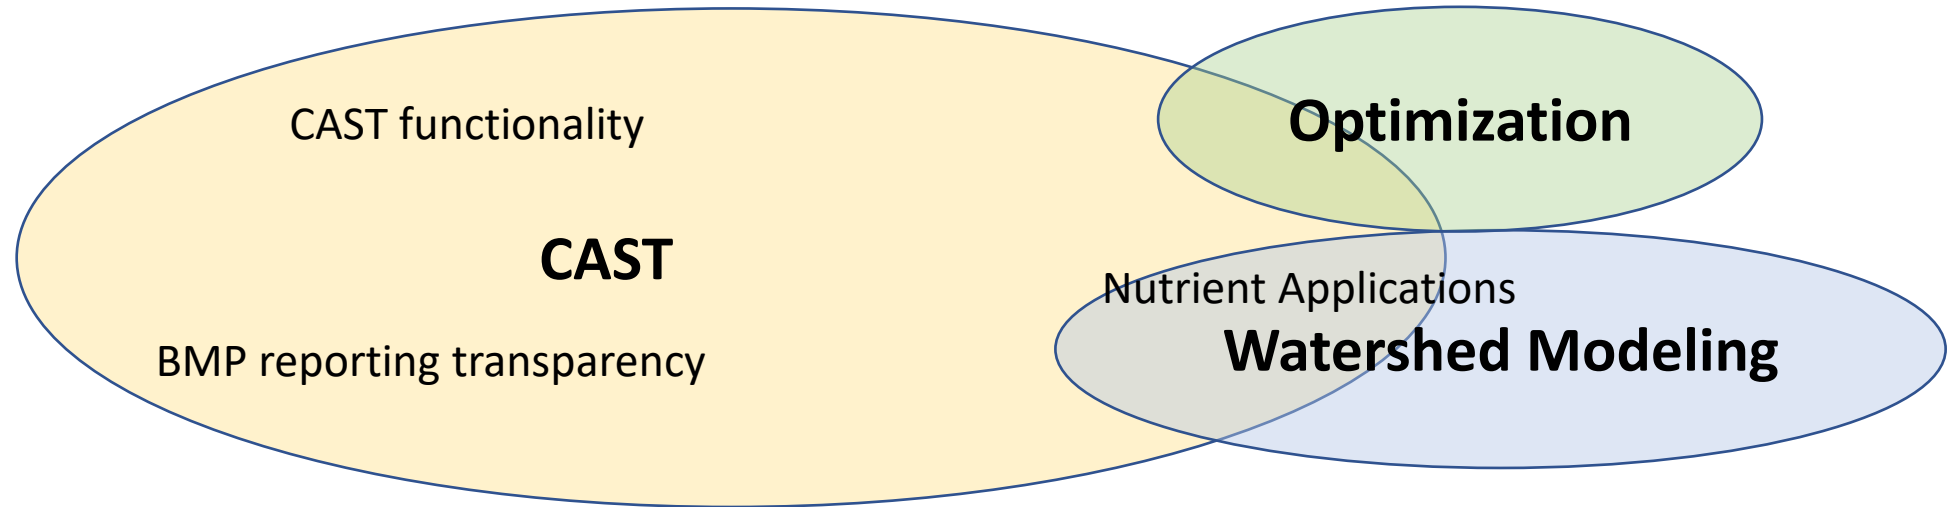 CAST functionality
Optimization
CAST
Nutrient Applications
Watershed Modeling
BMP reporting transparency